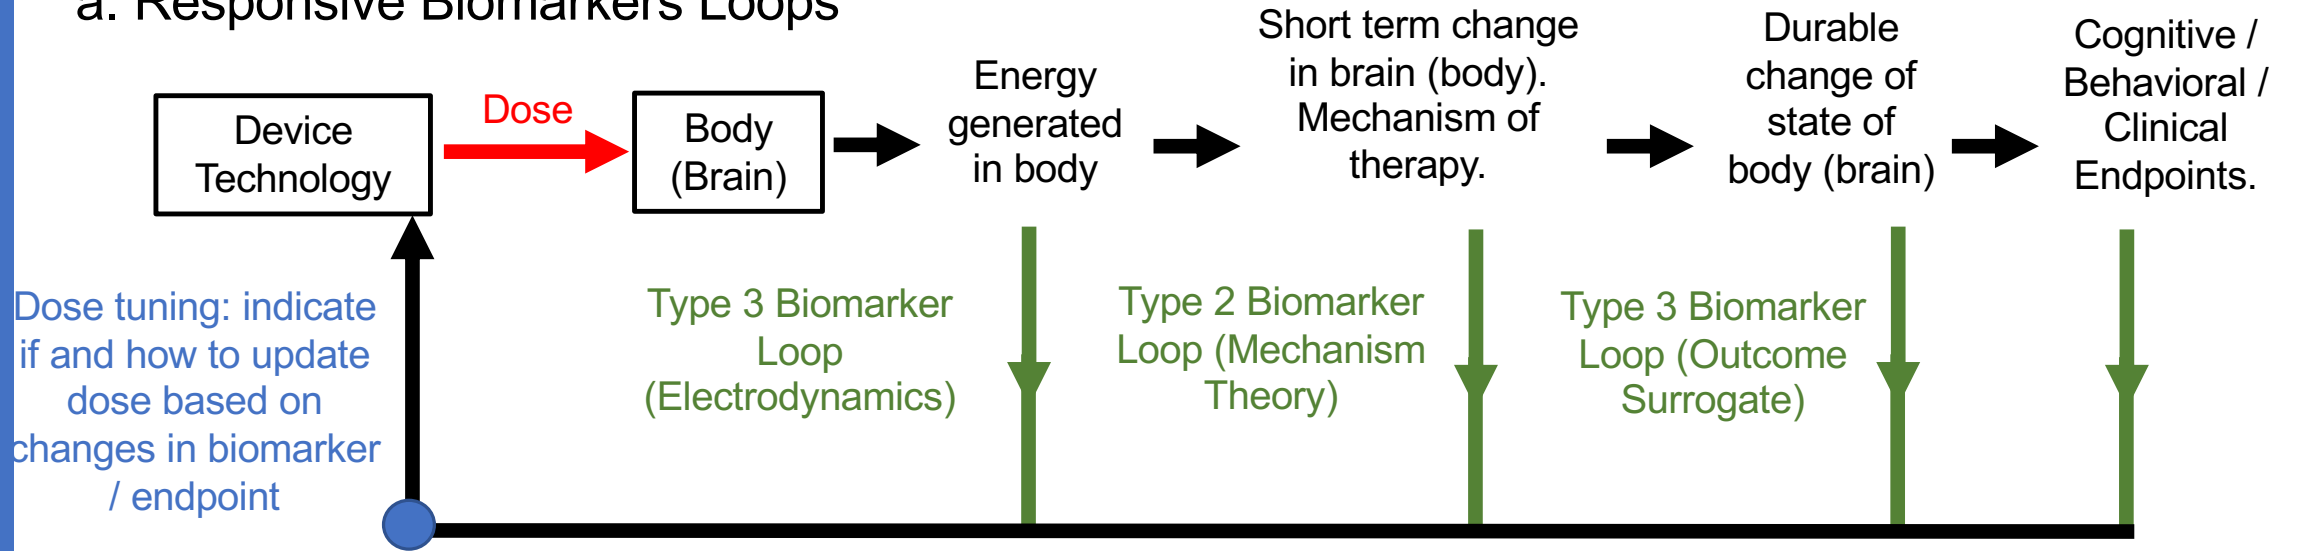 a. Responsive Biomarkers Loops
Device
Technology
Dose
Body
(Brain)
Energy
generated
in body
Short term change
in brain (body).
Mechanism of
therapy.
Durable
change of
state of
body (brain)
Cognitive /
Behavioral /
Clinical
Endpoints.
Dose tuning: indicate
if and how to update
dose based on
changes in biomarker
/ endpoint
Type 3 Biomarker
Loop
(Electrodynamics)
Type 2 Biomarker
Loop (Mechanism
Theory)
Type 3 Biomarker
Loop (Outcome
Surrogate)